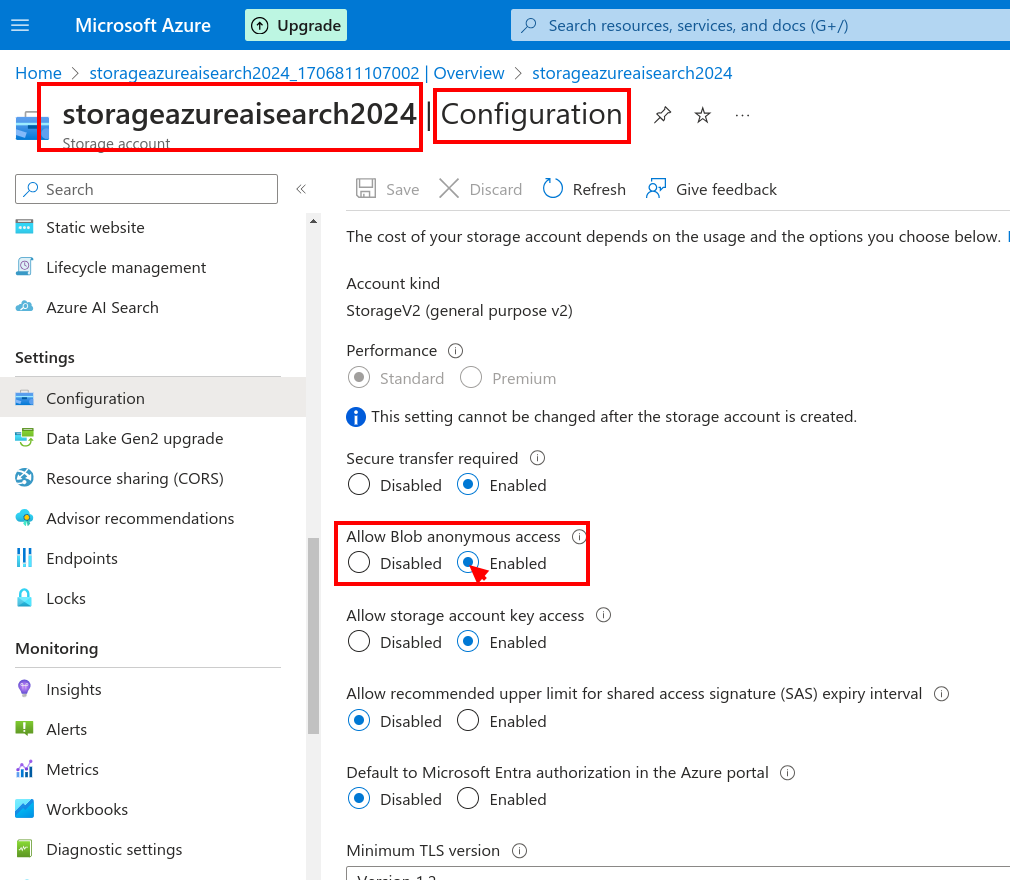 Microsoft Azure
Upgrade
Search resources, services, and docs (G+/)
Home > storageazureaisearch2024_1706811107002 | Overview > storageazureaisearch2024
storageazureaisearch2024 | Configuration
Storage account
Search
Save
Discard
Refresh
Give feedback
Static website
Lifecycle management
Azure AI Search
Settings
Configuration
Data Lake Gen2 upgrade
Resource sharing (CORS)
Advisor recommendations
Endpoints
Locks
Monitoring
Insights
Alerts
Metrics
Workbooks
Diagnostic settings
The cost of your storage account depends on the usage and the options you choose below.
Account kind
StorageV2 (general purpose v2)
Performance
Standard Premium
This setting cannot be changed after the storage account is created.
Secure transfer required
Disabled Enabled
Allow Blob anonymous access
Disabled Enabled
Allow storage account key access
Disabled Enabled
Allow recommended upper limit for shared access signature (SAS) expiry interval
Disabled Enabled
Default to Microsoft Entra authorization in the Azure portal
Disabled Enabled
Minimum TLS version